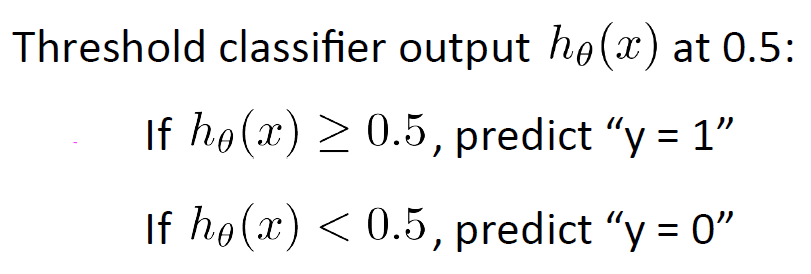 Threshold classifier output hθ(x) at 0.5:
If hθ(x) ≥ 0.5, predict “y = 1”
If hθ(x) < 0.5, predict “y = 0”